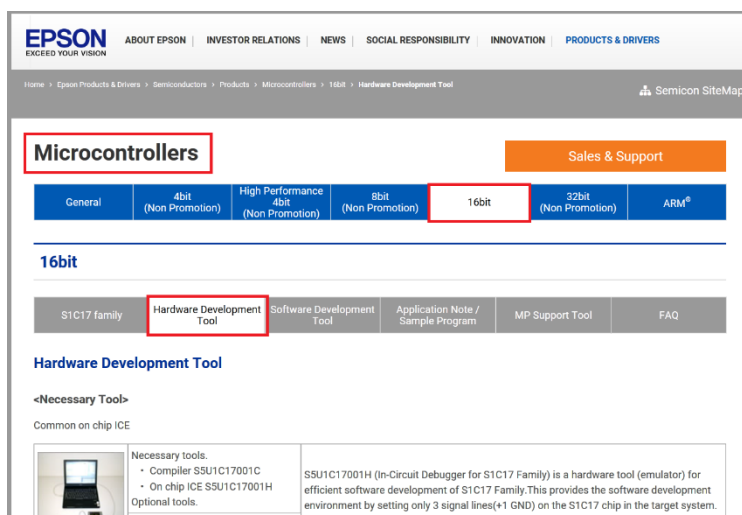 EPSON
EXCEED YOUR VISION
ABOUT EPSON | INVESTOR RELATIONS | NEWS | SOCIAL RESPONSIBILITY | INNOVATION | PRODUCTS & DRIVERS
Home > Epson Products & Drivers > Semiconductors > Products > Microcontrollers > 16bit > Hardware Development Tool
Semicon SiteMap
Microcontrollers
Sales & Support
General
4bit
(Non Promotion)
High Performance
4bit
(Non Promotion)
8bit
(Non Promotion)
16bit
32bit
(Non Promotion)
ARM®
16bit
S1C17 family
Hardware Development
Tool
Software Development
Tool
Application Note /
Sample Program
MP Support Tool
FAQ
Hardware Development Tool
<Necessary Tool>
Common on chip ICE
Necessary tools.
・ Compiler S5U1C17001C
・ On chip ICE S5U1C17001H
Optional tools.
S5U1C17001H (In-Circuit Debugger for S1C17 Family) is a hardware tool (emulator) for
efficient software development of S1C17 Family.This provides the software development
environment by setting only 3 signal lines(+1 GND) on the S1C17 chip in the target system.